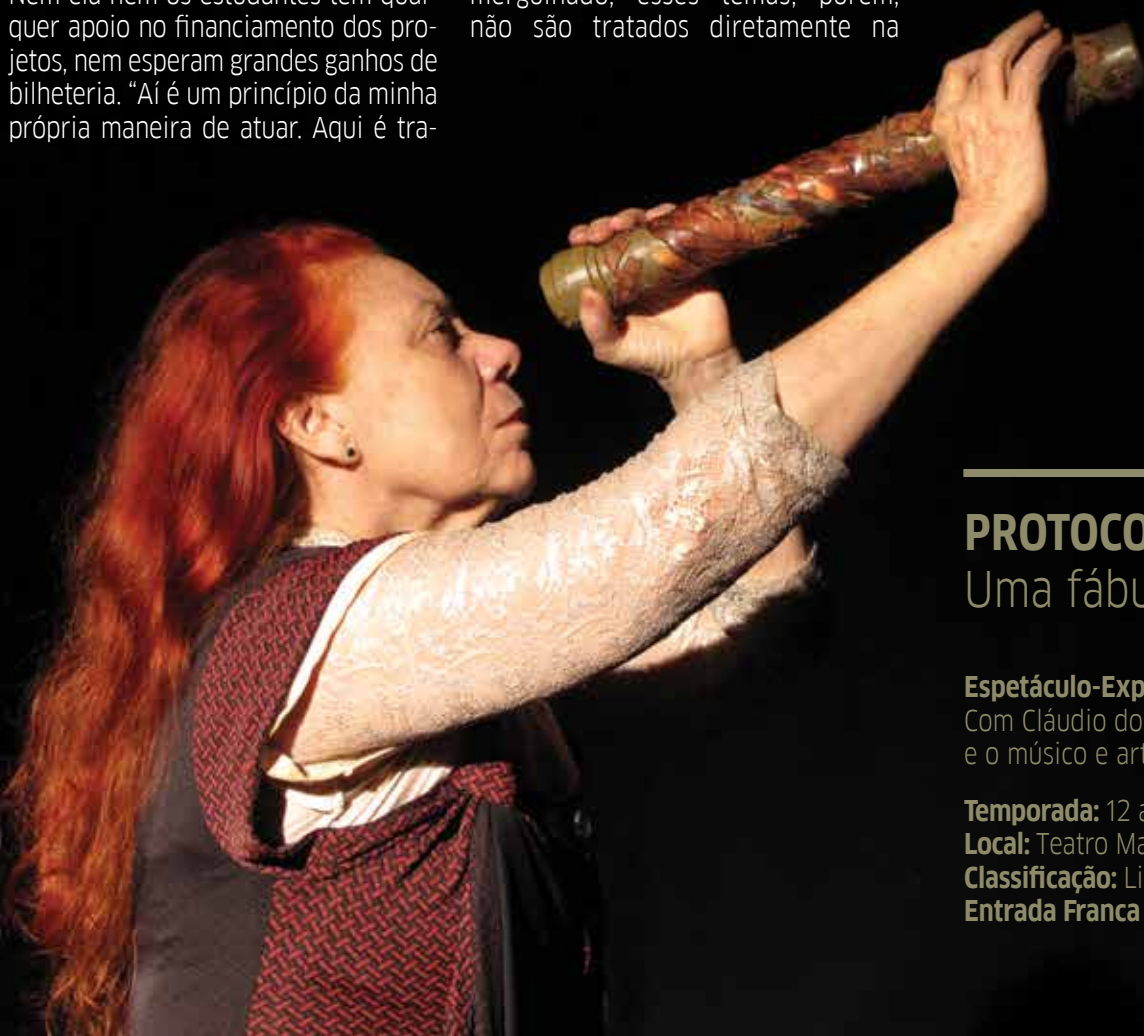 quer apoio no financiamento dos pro-
jetos, nem esperam grandes ganhos de
bilheteria. “Aí é um princípio da minha
própria maneira de atuar. Aqui é tra-
não são tratados diretamente na
PROTOCO
Uma fábu
Espetáculo-Exp
Com Cláudio do
e o músico e art
Temporada: 12 a
Local: Teatro Ma
Classificação: Li
Entrada Franca